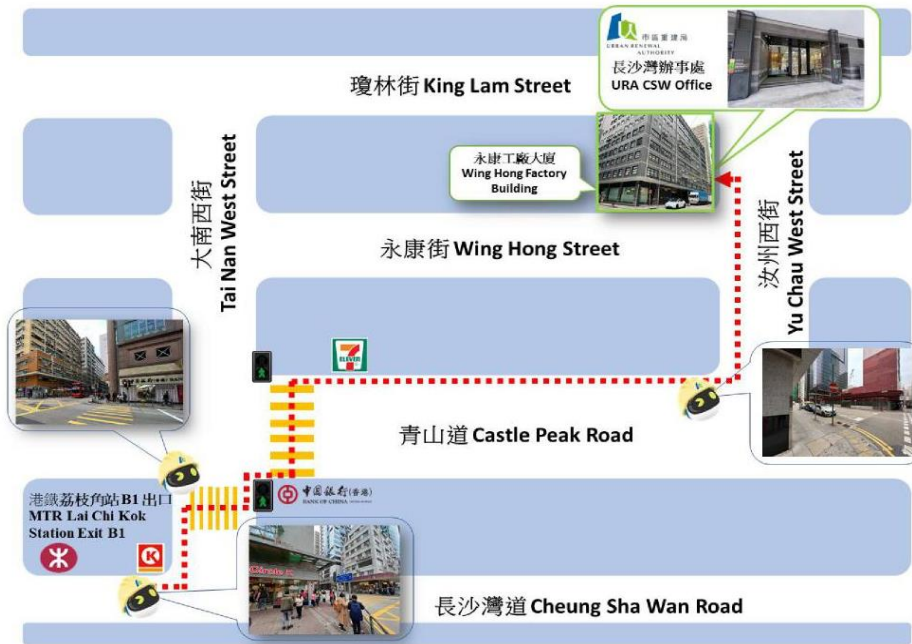 市區重建局
URBAN RENEWAL
AUTHORITY
長沙灣辦事處
URA CSW Office
瓊林街 King Lam Street
永康工廠大廈
Wing Hong Factory
Building
大南西街
Tai Nan West Street
汝州西街
Yu Chau West Street
永康街 Wing Hong Street
7
ELEVEN
青山道 Castle Peak Road
港鐵荔枝角站 B1 出口
MTR Lai Chi Kok
Station Exit B1
K
中国銀行(香港)
BANK OF CHINA
Circle K
長沙灣道 Cheung Sha Wan Road